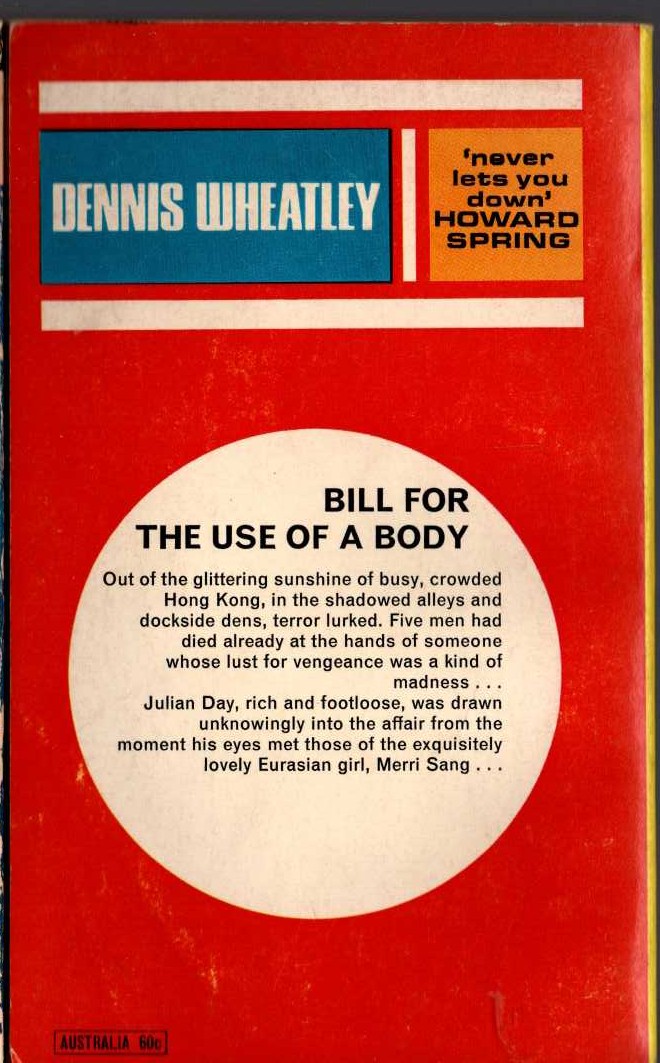 DENNIS WHEATLEY
'never
lets you
down'
HOWARD
SPRING
BILL FOR
THE USE OF A BODY
Out of the glittering sunshine of busy, crowded
Hong Kong, in the shadowed alleys and
dockside dens, terror lurked. Five men had
died already at the hands of someone
whose lust for vengeance was a kind of
madness . . .
Julian Day, rich and footloose, was drawn
unknowingly into the affair from the
moment his eyes met those of the exquisitely
lovely Eurasian girl, Merri Sang . . .
AUSTRALIA 60c